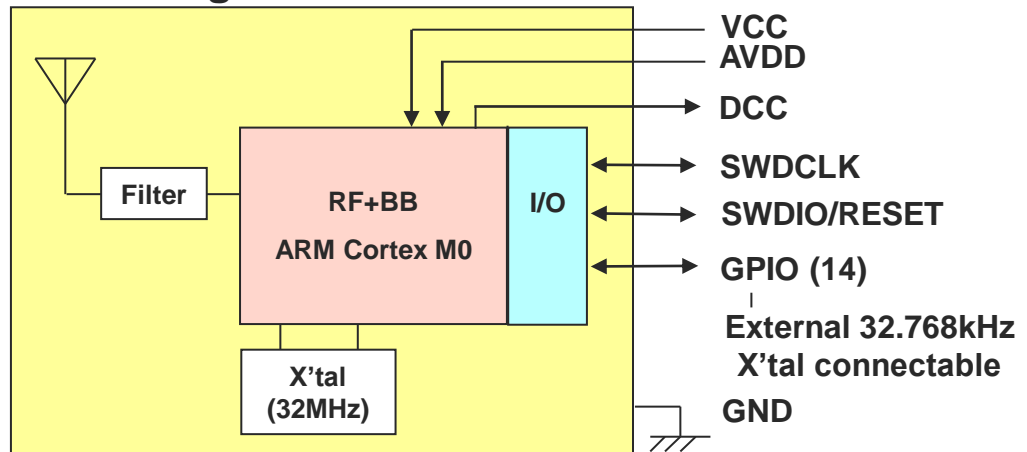 VCC
AVDD
DCC
Filter
RF+BB
ARM Cortex M0
I/O
SWDCLK
SWDIO/RESET
GPIO (14)
External 32.768kHz
X'tal connectable
X'tal
(32MHz)
GND